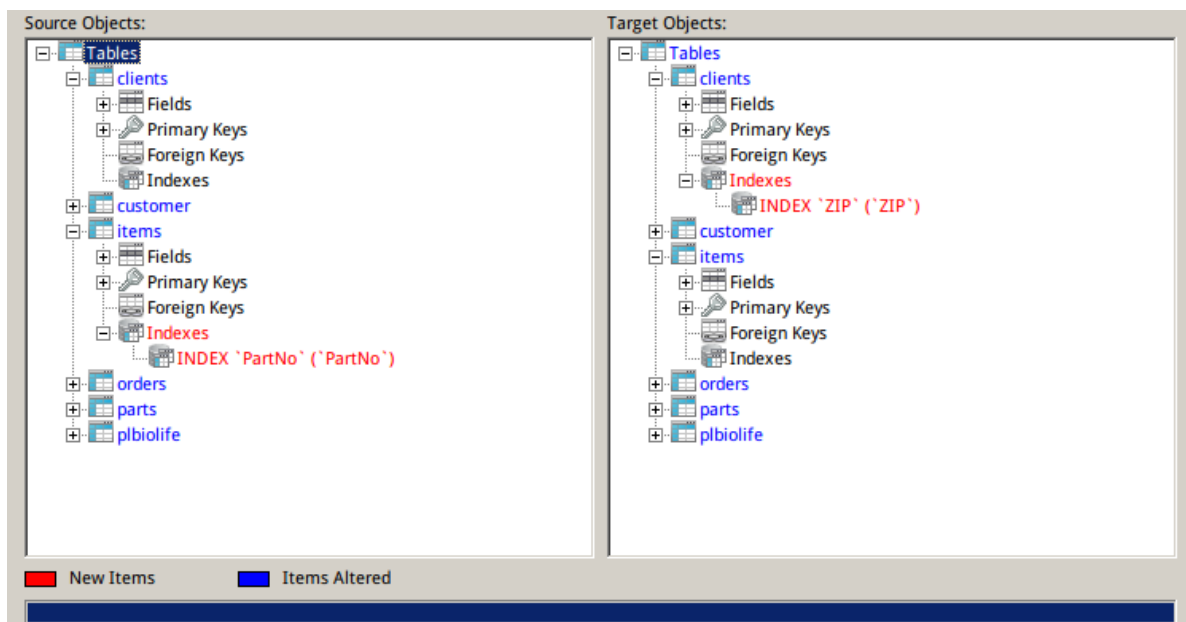 Source Objects:
Tables
clients
Fields
Primary Keys
Foreign Keys
Indexes
customer
items
Fields
Primary Keys
Foreign Keys
Indexes
INDEX `PartNo` (`PartNo`)
orders
parts
plbiolife
Target Objects:
Tables
clients
Fields
Primary Keys
Foreign Keys
Indexes
INDEX `ZIP` (`ZIP`)
customer
items
Fields
Primary Keys
Foreign Keys
Indexes
orders
parts
plbiolife
New Items
Items Altered